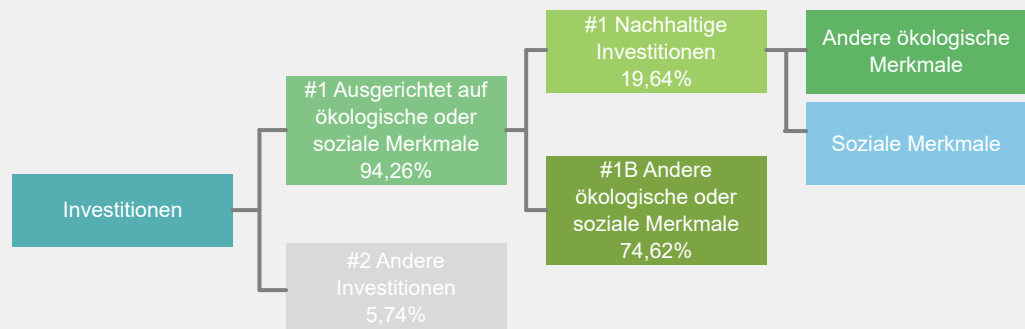 Investitionen
#1 Ausgerichtet auf
ökologische oder
soziale Merkmale
94,26%
#2 Andere
Investitionen
5,74%
#1 Nachhaltige
Investitionen
19,64%
#1B Andere
ökologische oder
soziale Merkmale
74,62%
Andere ökologische
Merkmale
Soziale Merkmale